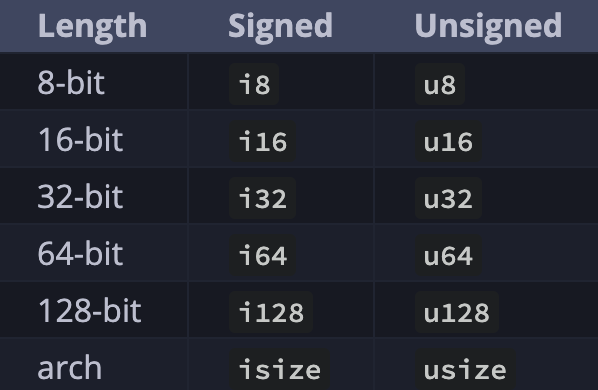 Length Signed Unsigned
8-bit i8 u8
16-bit i16 u16
32-bit i32 u32
64-bit i64 u64
128-bit i128 u128
arch isize usize